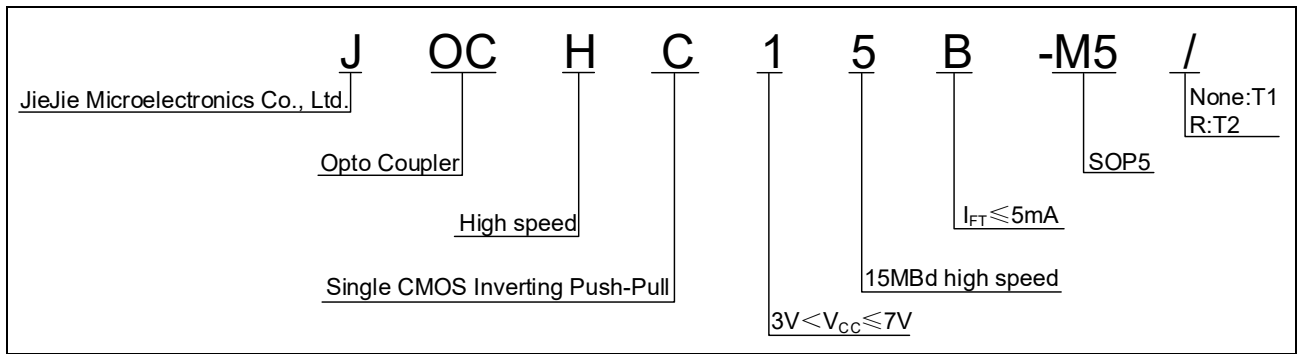 J OC H C 1 5 B -M5 /
JieJie Microelectronics Co., Ltd.
None:T1
R:T2
Opto Coupler
SOP5
High speed
I_FT≤5mA
Single CMOS Inverting Push-Pull
15MBd high speed
3V<V_CC≤7V